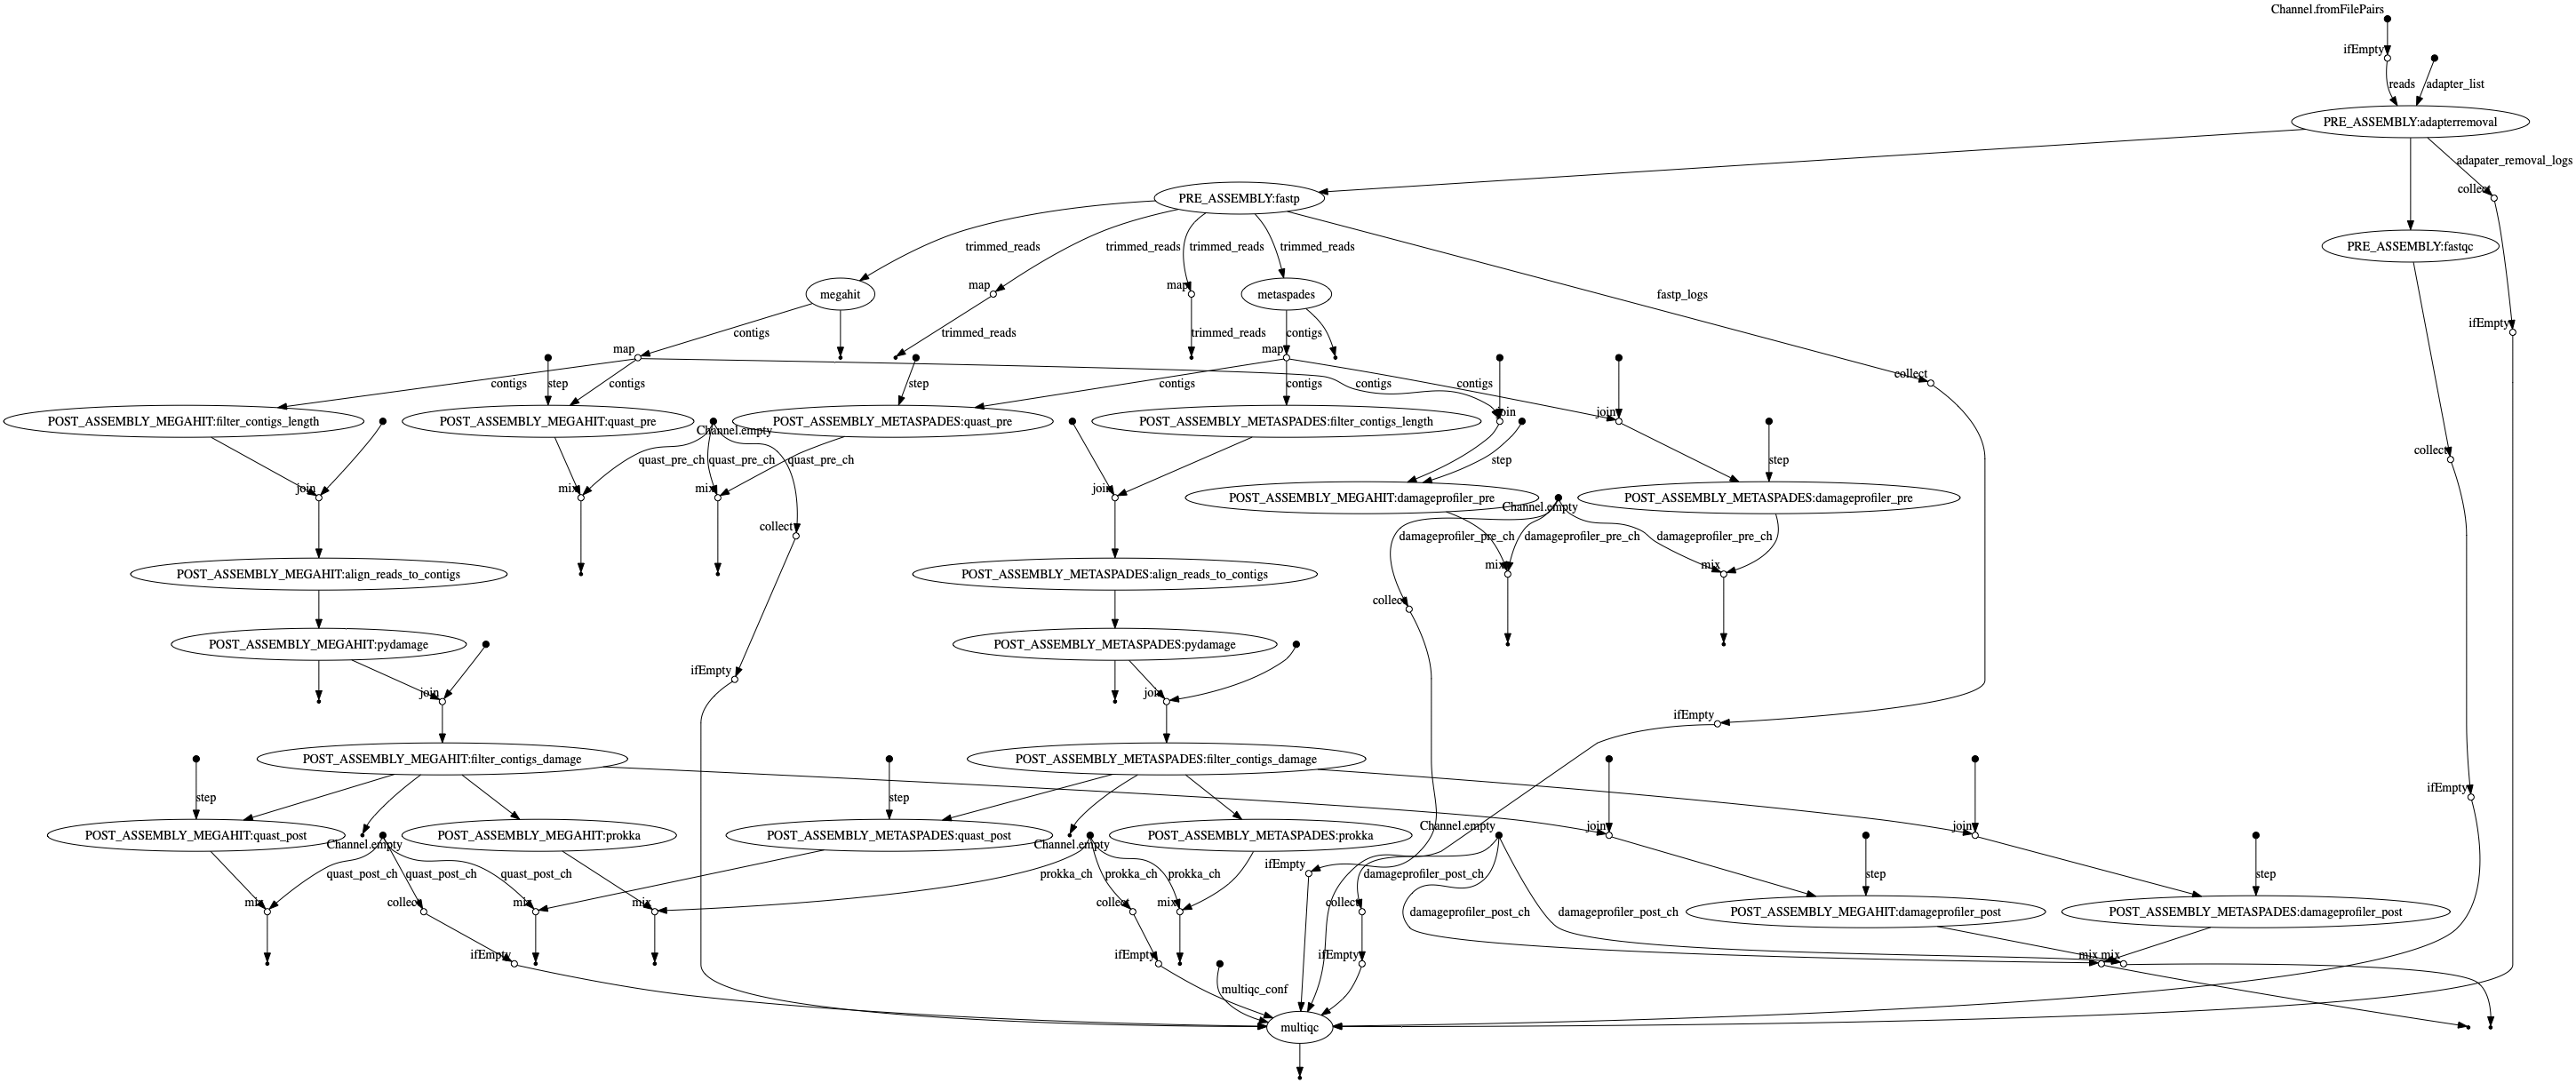 Channel.fromFilePairs
ifEmpty
reads
adapter_list
PRE_ASSEMBLY:adapterremoval
adapater_removal_logs
collect
PRE_ASSEMBLY:fastp
PRE_ASSEMBLY:fastqc
trimmed_reads
trimmed_reads
trimmed_reads
trimmed_reads
megahit
map
map
metaspades
fastp_logs
ifEmpty
contigs
trimmed_reads
trimmed_reads
contigs
map
map
collect
contigs
step
contigs
step
contigs
contigs
contigs
contigs
POST_ASSEMBLY_MEGAHIT:filter_contigs_length
POST_ASSEMBLY_MEGAHIT:quast_pre
Channel.empty
POST_ASSEMBLY_METASPADES:quast_pre
POST_ASSEMBLY_METASPADES:filter_contigs_length
join
join
collect
quast_pre_ch
quast_pre_ch
quast_pre_ch
step
step
join
mix
mix
join
POST_ASSEMBLY_MEGAHIT:damageprofiler_pre
Channel.empty
POST_ASSEMBLY_METASPADES:damageprofiler_pre
collect
damageprofiler_pre_ch
damageprofiler_pre_ch
damageprofiler_pre_ch
POST_ASSEMBLY_MEGAHIT:align_reads_to_contigs
POST_ASSEMBLY_METASPADES:align_reads_to_contigs
mix
mix
collect
POST_ASSEMBLY_MEGAHIT:pydamage
ifEmpty
POST_ASSEMBLY_METASPADES:pydamage
join
join
ifEmpty
POST_ASSEMBLY_MEGAHIT:filter_contigs_damage
POST_ASSEMBLY_METASPADES:filter_contigs_damage
ifEmpty
step
step
POST_ASSEMBLY_MEGAHIT:quast_post
Channel.empty
POST_ASSEMBLY_MEGAHIT:prokka
POST_ASSEMBLY_METASPADES:quast_post
Channel.empty
POST_ASSEMBLY_METASPADES:prokka
Channel.empty
join
join
quast_post_ch
quast_post_ch
quast_post_ch
prokka_ch
prokka_ch
prokka_ch
ifEmpty
damageprofiler_post_ch
step
step
mix
collect
mix
mix
collect
mix
collect
damageprofiler_post_ch
damageprofiler_post_ch
POST_ASSEMBLY_MEGAHIT:damageprofiler_post
POST_ASSEMBLY_METASPADES:damageprofiler_post
ifEmpty
ifEmpty
ifEmpty
mix
mix
multiqc_conf
multiqc